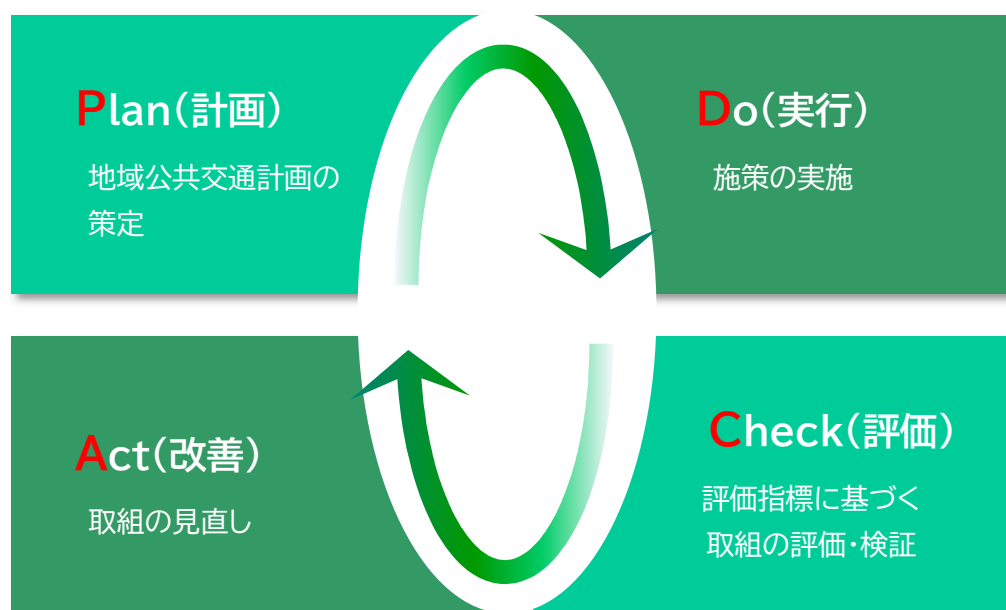 Plan（計画）
地域公共交通計画の
策定
Do（実行）
施策の実施
Act（改善）
取組の見直し
Check（評価）
評価指標に基づく
取組の評価・検証